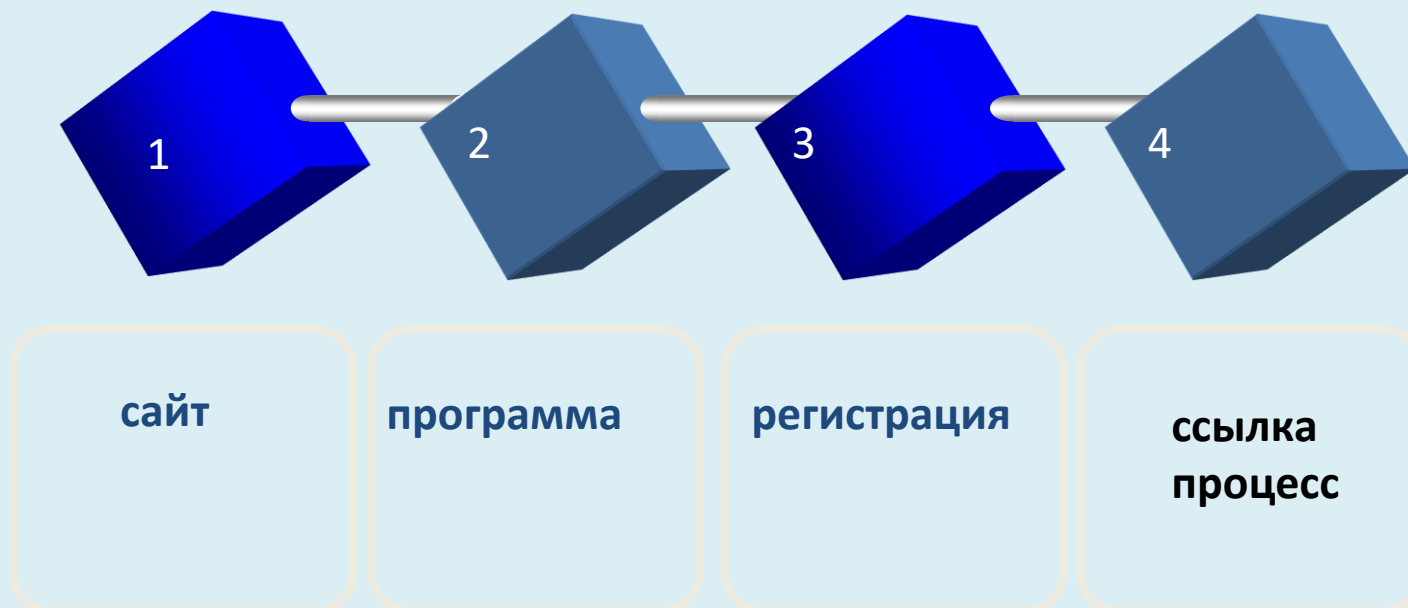 1
2
3
4
сайт
программа
регистрация
ссылка
процесс